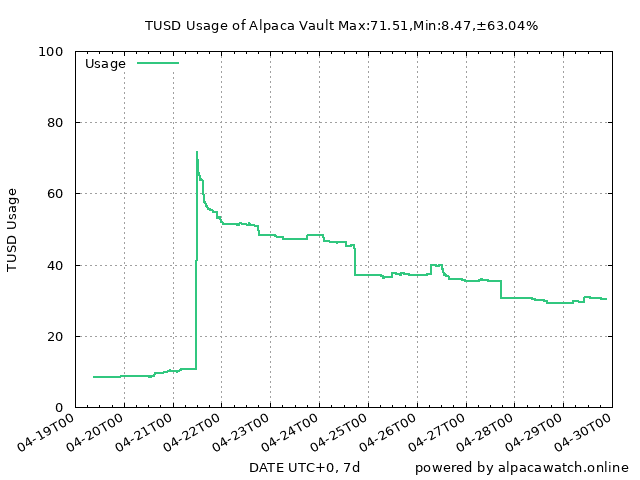 TUSD Usage of Alpaca Vault Max:71.51,Min:8.47,±63.04%
100
80
60
40
20
0
Usage
TUSD Usage
04-19T00
04-20T00
04-21T00
04-22T00
04-23T00
04-24T00
04-25T00
04-26T00
04-27T00
04-28T00
04-29T00
04-30T00
DATE UTC+0, 7d
powered by alpacawatch.online